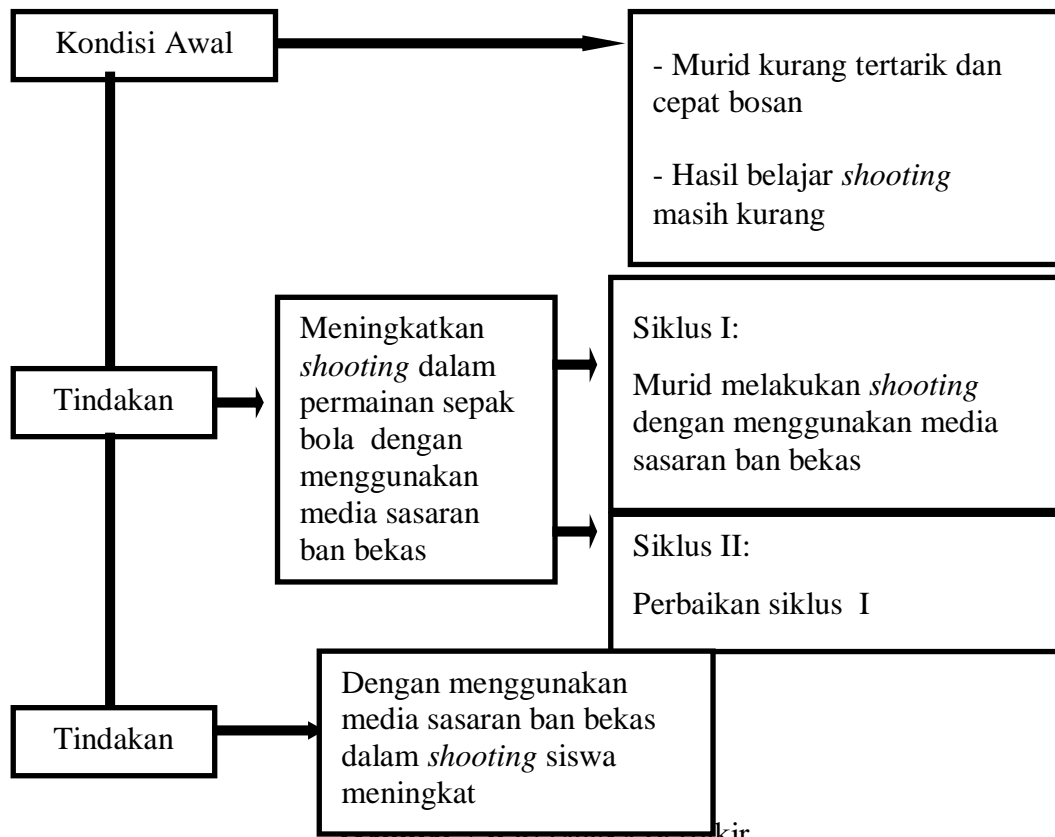 Kondisi Awal
- Murid kurang tertarik dan
cepat bosan
- Hasil belajar shooting
masih kurang
Tindakan
Meningkatkan
shooting dalam
permainan sepak
bola dengan
menggunakan
media sasaran
ban bekas
Siklus I:
Murid melakukan shooting
dengan menggunakan media
sasaran ban bekas
Siklus II:
Perbaikan siklus I
Tindakan
Dengan menggunakan
media sasaran ban bekas
dalam shooting siswa
meningkat